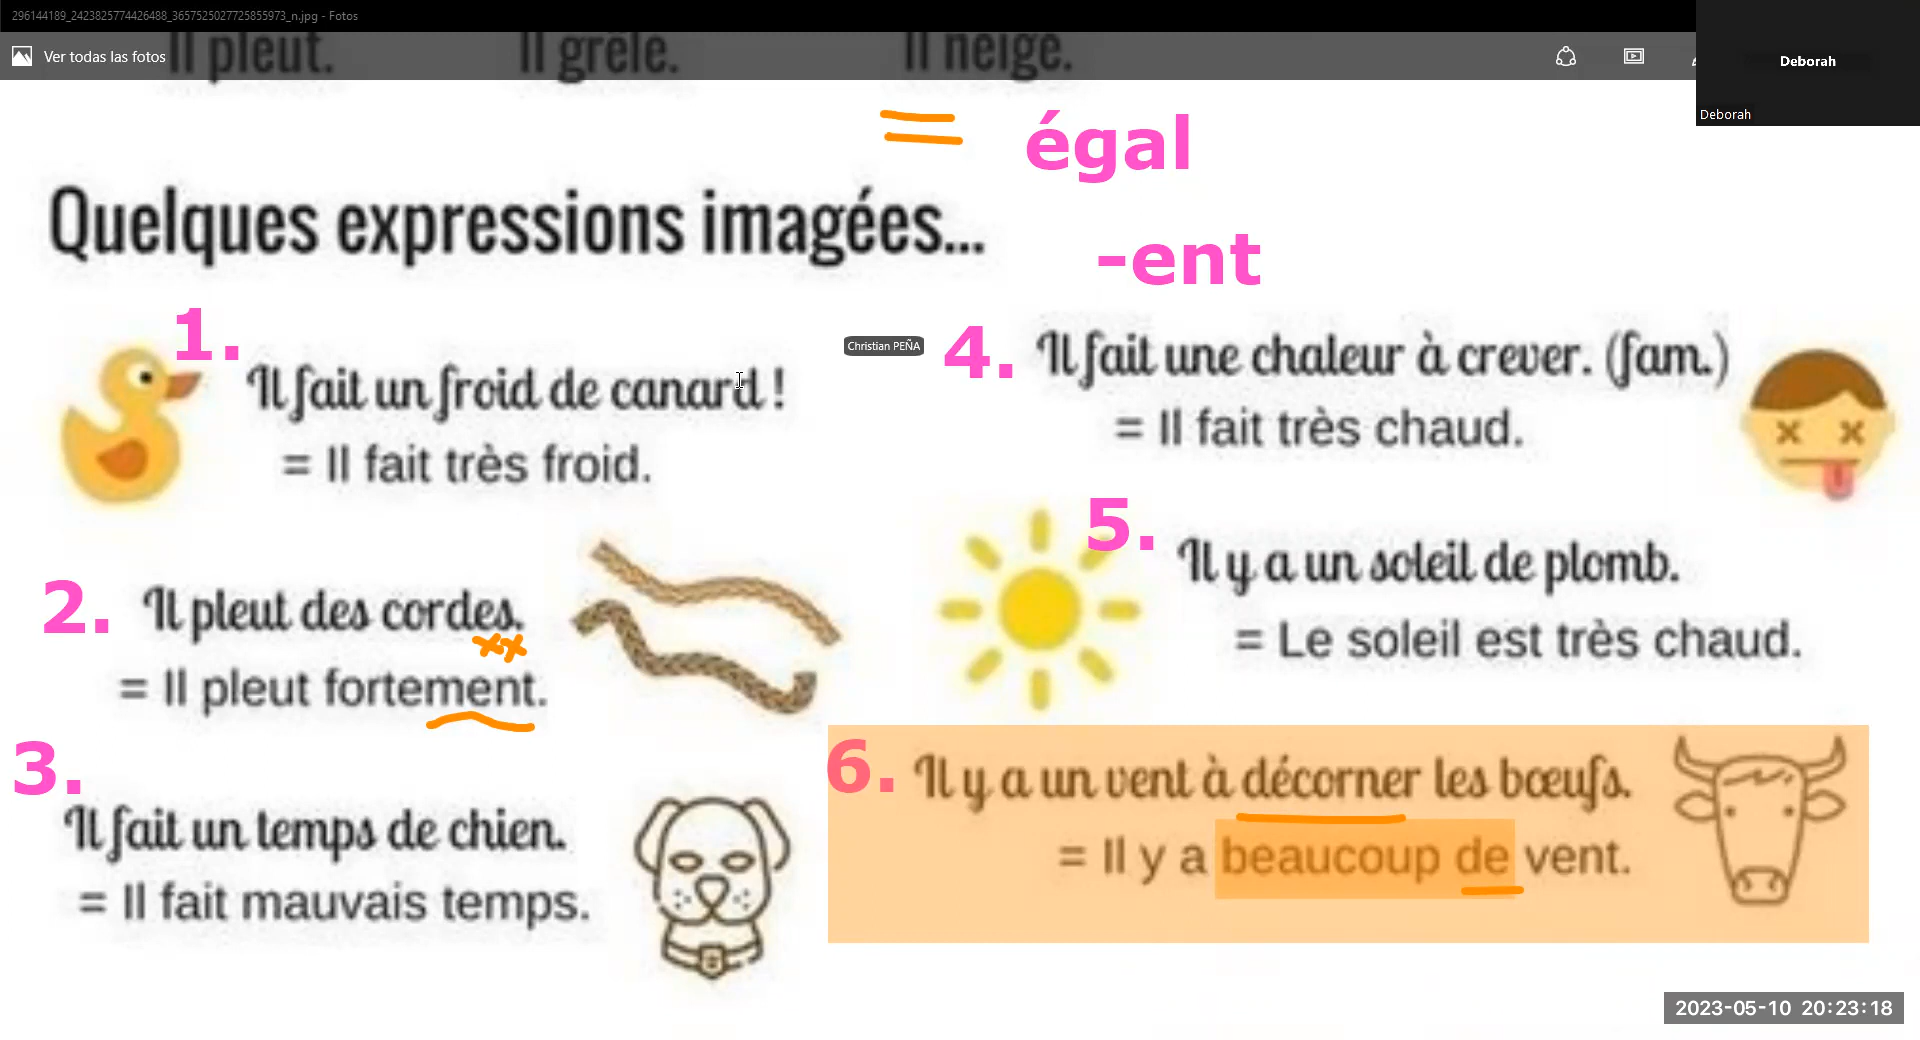 296144189_2423825774426488_3657525027725855973_n.jpg - Fotos
Ver todas las fotos
Il pleut.
Il grêle.
Il neige.
Deborah
Deborah
= égal
Quelques expressions imagées...
-ent
1.
Il fait un froid de canard !
= Il fait très froid.
Christian PEÑA
2.
Il pleut des cordes.
= Il pleut fortement.
3.
Il fait un temps de chien.
= Il fait mauvais temps.
4.
Il fait une chaleur à crever. (fam.)
= Il fait très chaud.
5.
Il y a un soleil de plomb.
= Le soleil est très chaud.
6.
Il y a un vent à décorner les bœufs.
= Il y a beaucoup de vent.
2023-05-10 20:23:18